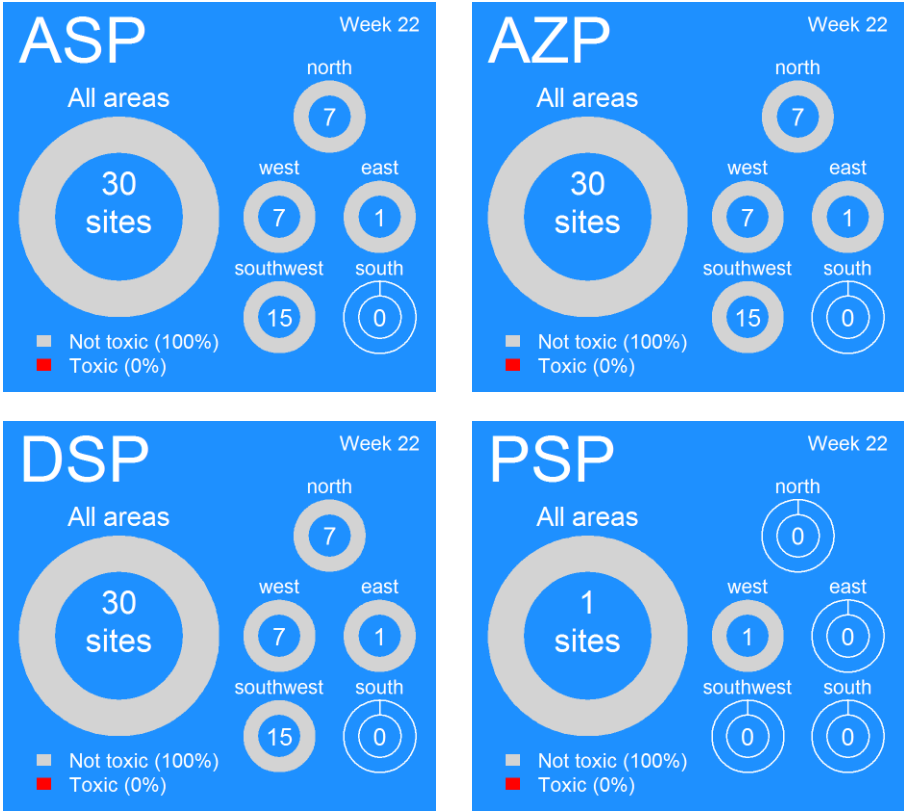 ASP
Week 22
north
All areas
7
30
sites
west
east
7
1
southwest
south
15
0
Not toxic (100%)
Toxic (0%)
AZP
Week 22
north
All areas
7
30
sites
west
east
7
1
southwest
south
15
0
Not toxic (100%)
Toxic (0%)
DSP
Week 22
north
All areas
7
30
sites
west
east
7
1
southwest
south
15
0
Not toxic (100%)
Toxic (0%)
PSP
Week 22
north
All areas
0
1
sites
west
east
1
0
southwest
south
0
0
Not toxic (100%)
Toxic (0%)